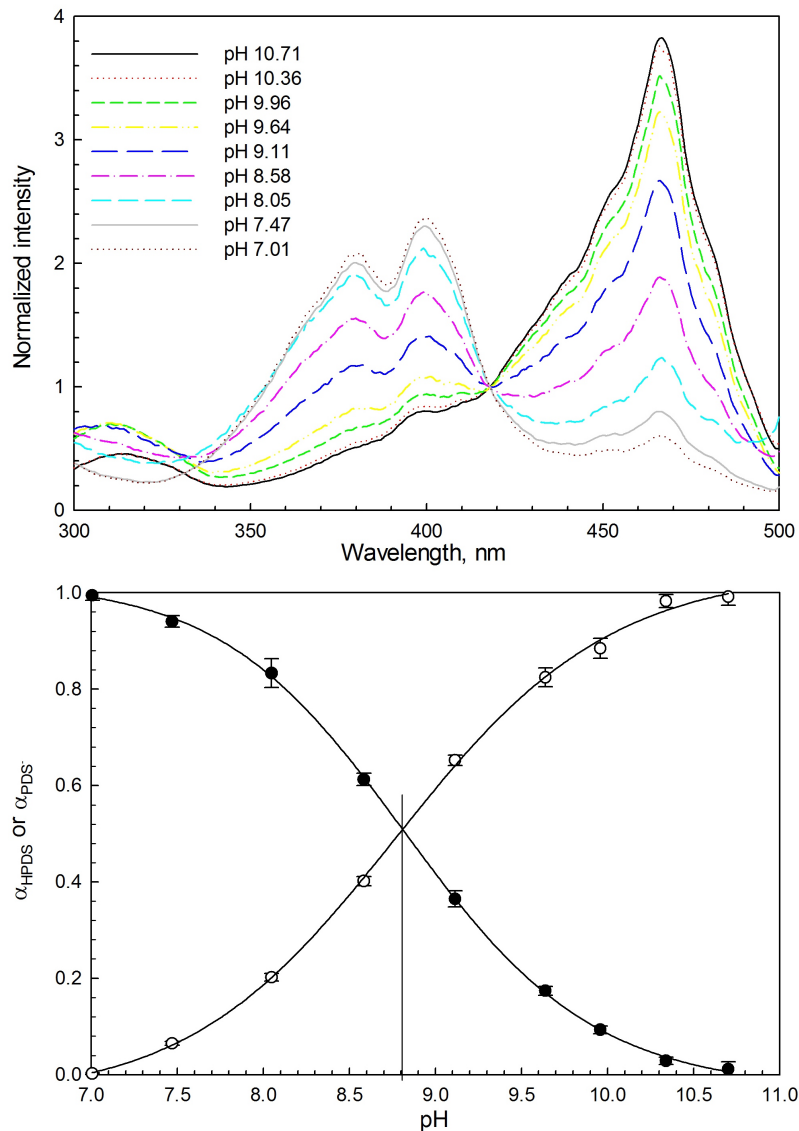 4
3
2
1
0
Normalized intensity
pH 10.71
pH 10.36
pH 9.96
pH 9.64
pH 9.11
pH 8.58
pH 8.05
pH 7.47
pH 7.01
300 350 400 450 500
Wavelength, nm
1.0
0.8
0.6
0.4
0.2
0.0
αHPDS or αPDS-
7.0 7.5 8.0 8.5 9.0 9.5 10.0 10.5 11.0
pH